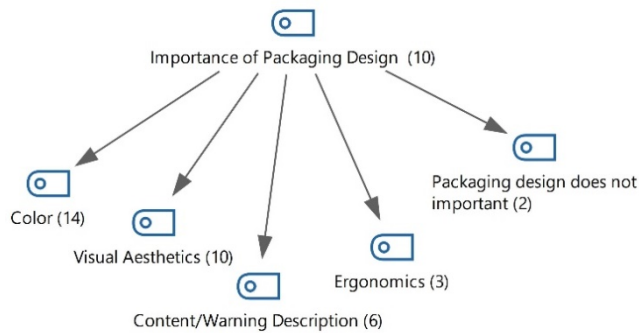 Importance of Packaging Design (10)
Color (14)
Visual Aesthetics (10)
Content/Warning Description (6)
Ergonomics (3)
Packaging design does not
important (2)